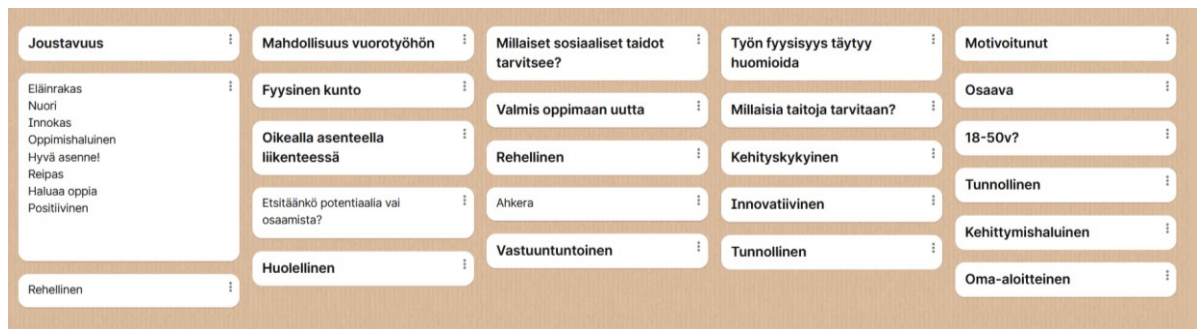 Joustavuus
Eläinrakas
Nuori
Innokas
Oppimishaluinen
Hyvä asenne!
Reipas
Haluaa oppia
Positiivinen
Rehellinen
Mahdollisuus vuorotyöhön
Fyysinen kunto
Oikealla asenteella
liikenteessä
Etsitäänkö potentiaalia vai
osaamista?
Huolellinen
Millaiset sosiaaliset taidot
tarvitsee?
Valmis oppimaan uutta
Rehellinen
Ahkera
Vastuuntuntoinen
Työn fyysisyys täytyy
huomioida
Millaisia taitoja tarvitaan?
Kehityskykyinen
Innovatiivinen
Tunnollinen
Motivoitunut
Osaava
18-50v?
Tunnollinen
Kehittymishaluinen
Oma-aloitteinen